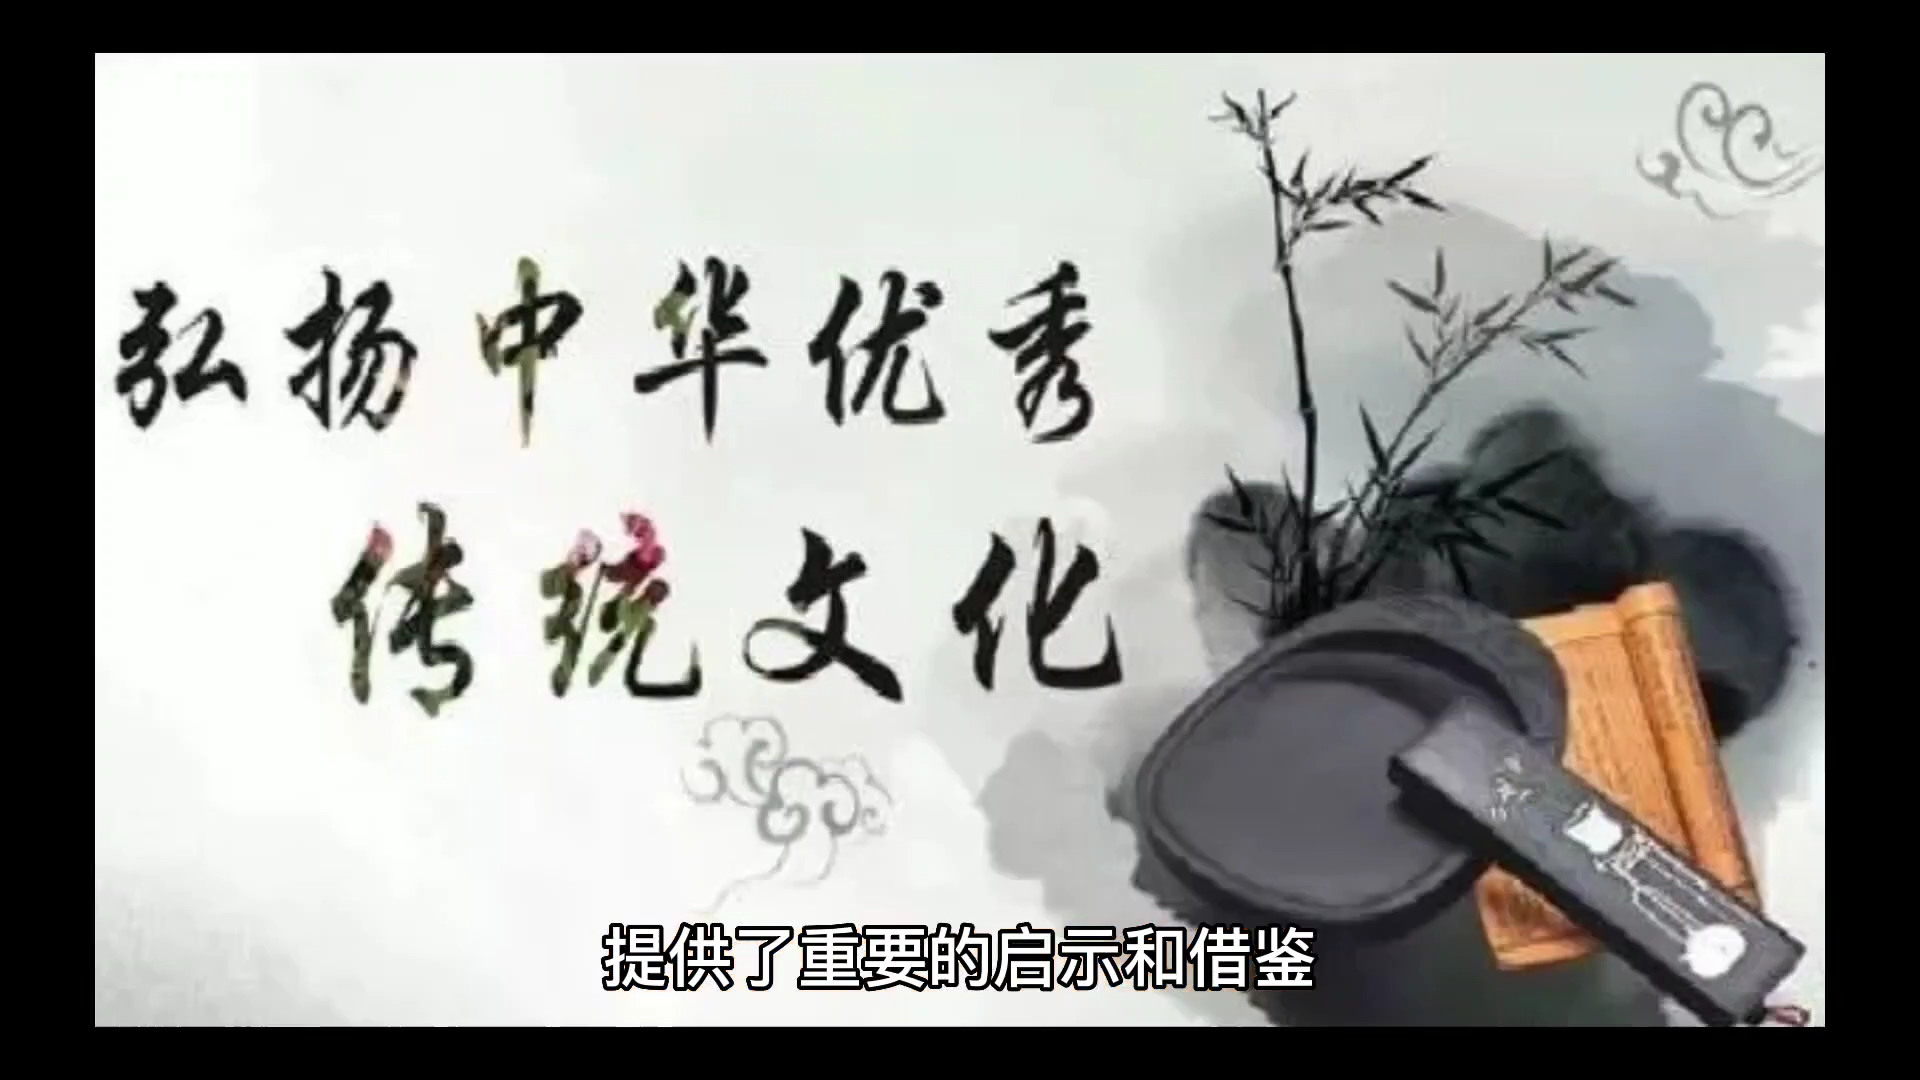 弘扬中华优秀
传统文化
提供了重要的启示和借鉴